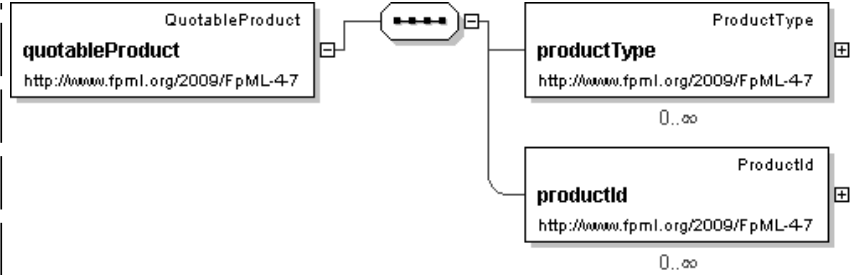 QuotableProduct
quotableProduct
http://www.fpml.org/2009/FpML-4-7
ProductType
productType
http://www.fpml.org/2009/FpML-4-7
0..∞
ProductId
productId
http://www.fpml.org/2009/FpML-4-7
0..∞